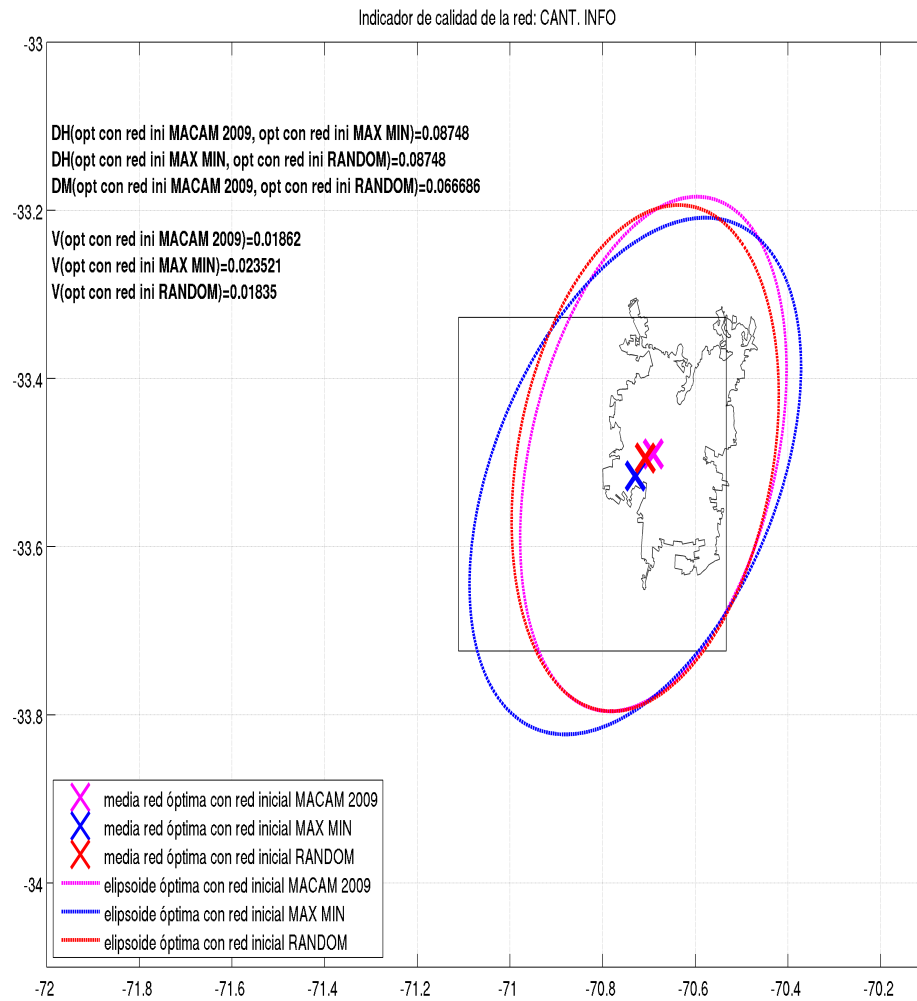 Indicador de calidad de la red: CANT. INFO
-33
DH(opt con red ini MACAM 2009, opt con red ini MAX MIN)=0.08748
DH(opt con red ini MAX MIN, opt con red ini RANDOM)=0.08748
DM(opt con red ini MACAM 2009, opt con red ini RANDOM)=0.066686
-33.2
V(opt con red ini MACAM 2009)=0.01862
V(opt con red ini MAX MIN)=0.023521
V(opt con red ini RANDOM)=0.01835
-33.4
-33.6
-33.8
media red óptima con red inicial MACAM 2009
media red óptima con red inicial MAX MIN
media red óptima con red inicial RANDOM
-34
elipsoide óptima con red inicial MACAM 2009
elipsoide óptima con red inicial MAX MIN
elipsoide óptima con red inicial RANDOM
-72 -71.8 -71.6 -71.4 -71.2 -71 -70.8 -70.6 -70.4 -70.2